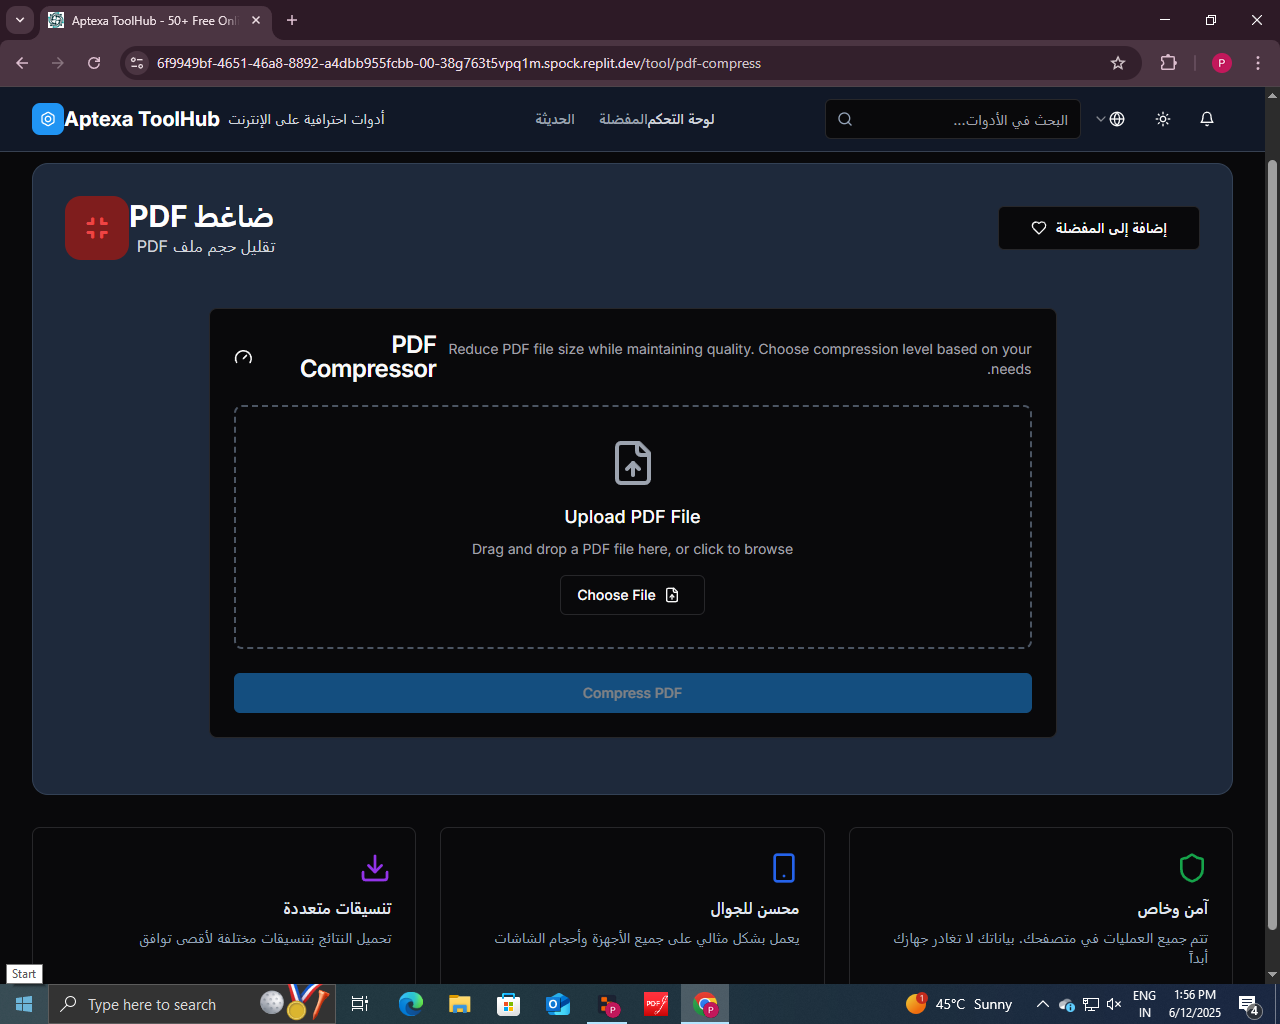 Aptexa ToolHub - 50+ Free Onl
6f9949bf-4651-46a8-8892-a4dbb955fcbb-00-38g763t5vpq1m.spock.replit.dev/tool/pdf-compress
P
Aptexa ToolHub
أدوات احترافية على الإنترنت
لوحة التحكم
المفضلة
الحديثة
البحث في الأدوات...
ضاغط PDF
تقليل حجم ملف PDF
إضافة إلى المفضلة
PDF
Compressor
Reduce PDF file size while maintaining quality. Choose compression level based on your
.needs
Upload PDF File
Drag and drop a PDF file here, or click to browse
Choose File
Compress PDF
آمن وخاص
تتم جميع العمليات في متصفحك. بياناتك لا تغادر جهازك
أبداً
محسن للجوال
يعمل بشكل مثالي على جميع الأجهزة وأحجام الشاشات
تنسيقات متعددة
تحميل النتائج بتنسيقات مختلفة لأقصى توافق
Start
Type here to search
P
PDF
P
1
45°C Sunny
ENG
IN
1:56 PM
6/12/2025
4